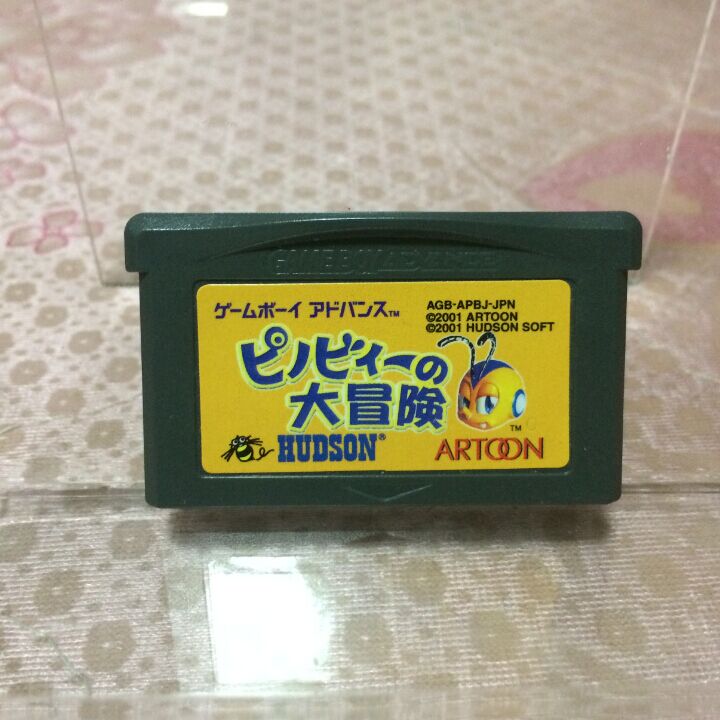 GAME BOY ADVANCE
ゲームボーイ アドバンス™
AGB-APBJ-JPN
©2001 ARTOON
©2001 HUDSON SOFT
ピノビィーの
大冒険
™
HUDSON®
ARTOON